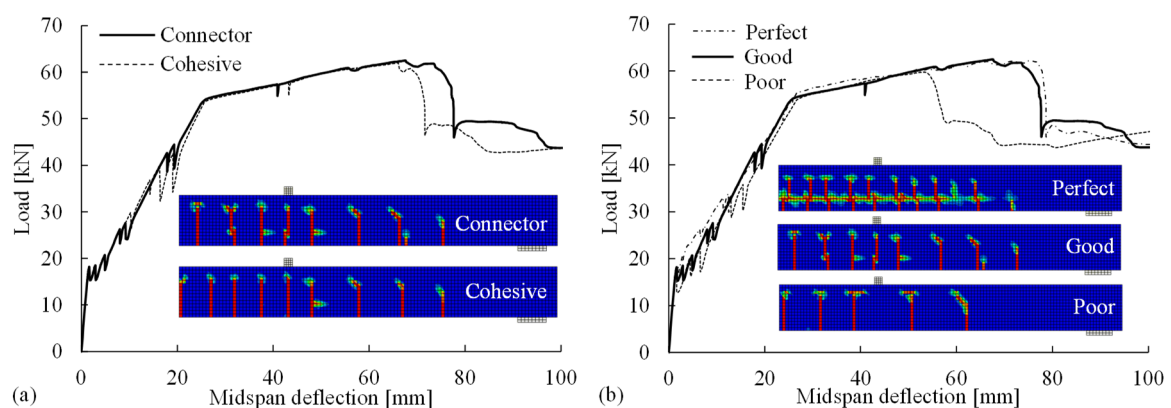 70
60
50
40
30
20
10
0
Load [kN]
Connector
Cohesive
Connector
Cohesive
0 20 40 60 80 100
(a) Midspan deflection [mm]
70
60
50
40
30
20
10
0
Load [kN]
Perfect
Good
Poor
Perfect
Good
Poor
0 20 40 60 80 100
(b) Midspan deflection [mm]